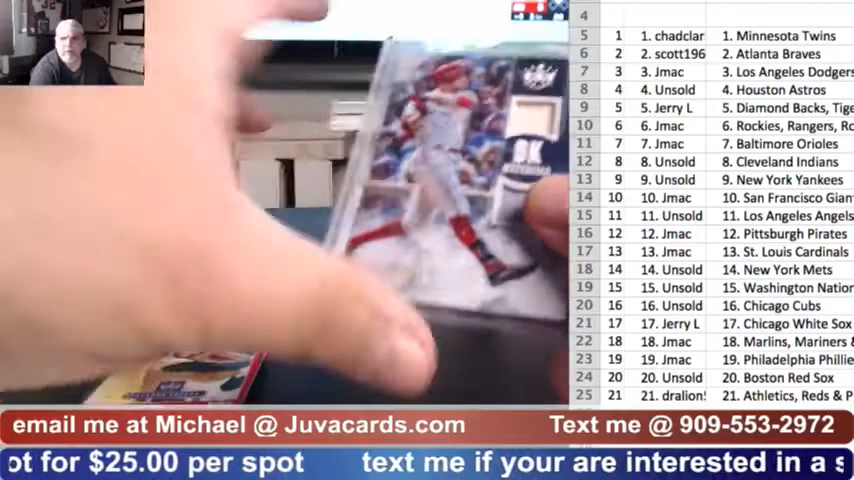 4
5 1 1. chadclar 1. Minnesota Twins
6 2 2. scott196 2. Atlanta Braves
7 3 3. Jmac 3. Los Angeles Dodgers
8 4 4. Unsold 4. Houston Astros
9 5 5. Jerry L 5. Diamond Backs, Tige
10 6 6. Jmac 6. Rockies, Rangers, Ro
11 7 7. Jmac 7. Baltimore Orioles
12 8 8. Unsold 8. Cleveland Indians
13 9 9. Unsold 9. New York Yankees
14 10 10. Jmac 10. San Francisco Gian
15 11 11. Unsold 11. Los Angeles Angels
16 12 12. Jmac 12. Pittsburgh Pirates
17 13 13. Jmac 13. St. Louis Cardinals
18 14 14. Unsold 14. New York Mets
19 15 15. Unsold 15. Washington Nation
20 16 16. Unsold 16. Chicago Cubs
21 17 17. Jerry L 17. Chicago White Sox
22 18 18. Jmac 18. Marlins, Mariners &
23 19 19. Jmac 19. Philadelphia Phillie
24 20 20. Unsold 20. Boston Red Sox
25 21 21. dralion! 21. Athletics, Reds & P
DK
MATERIALS
email me at Michael @ Juvacards.com Text me @ 909-553-2972
ot for $25.00 per spot text me if your are interested in a s